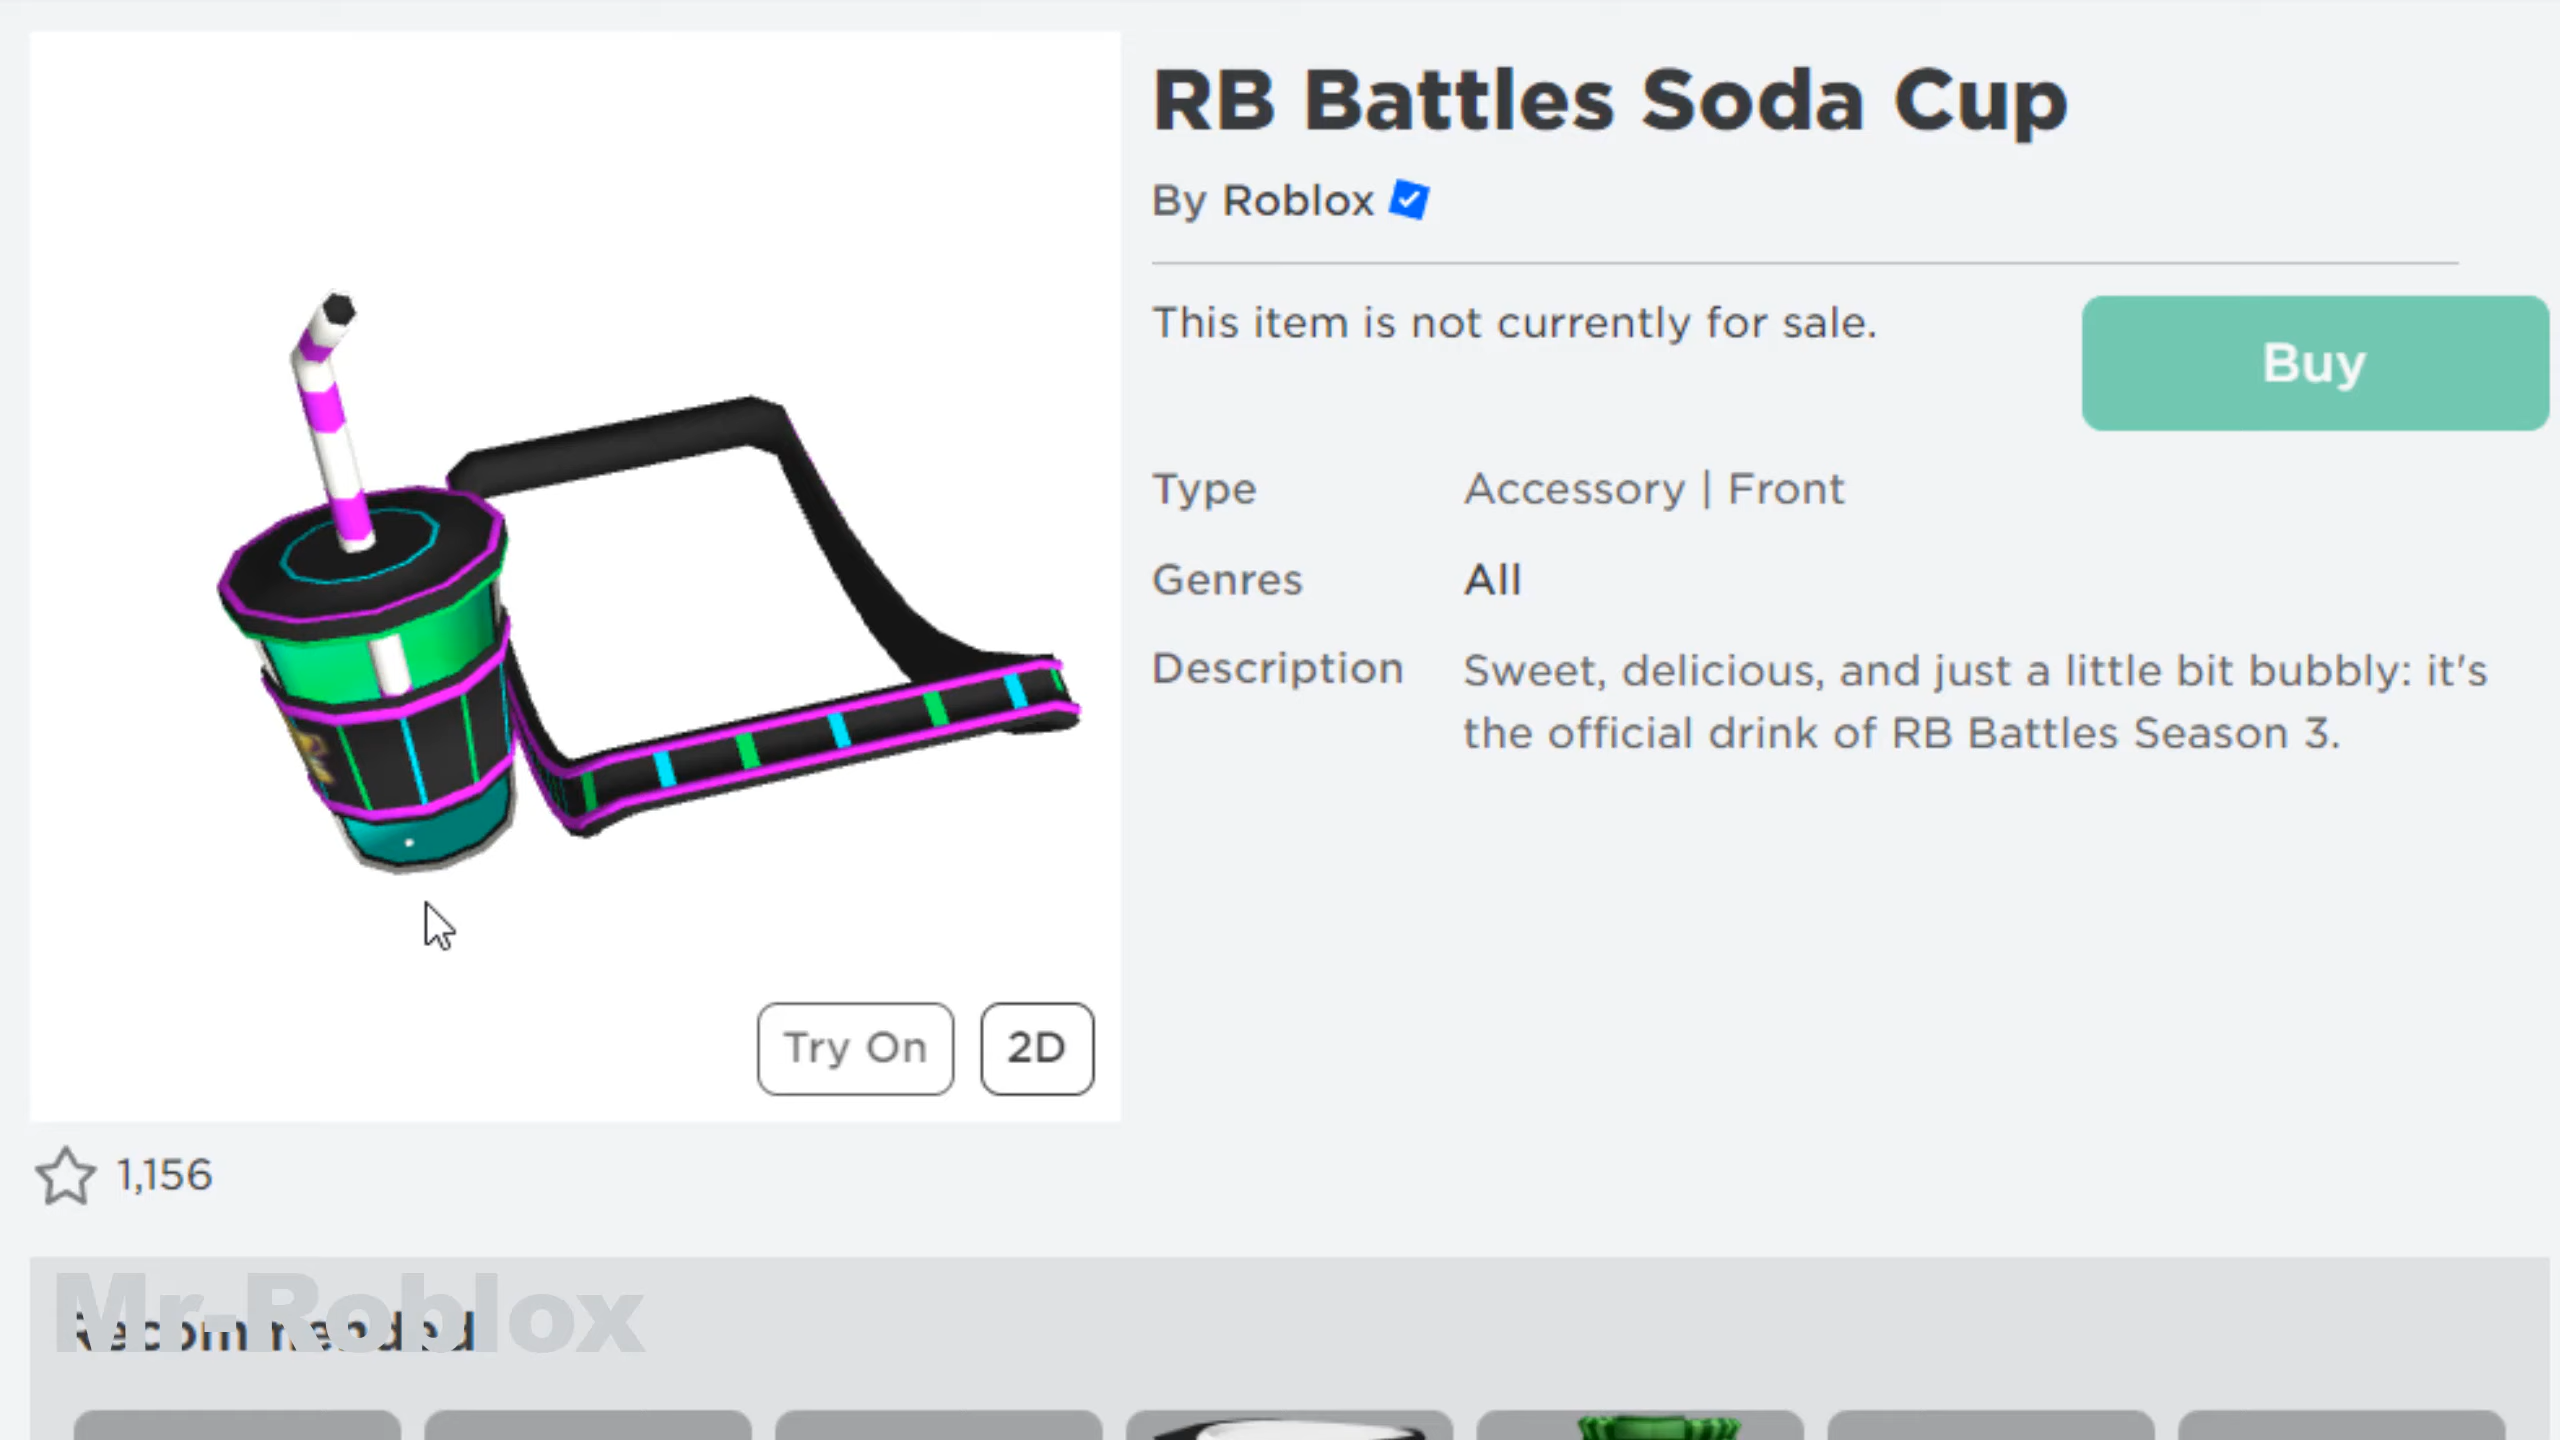 RB Battles Soda Cup
By Roblox
This item is not currently for sale.
Buy
Type Accessory | Front
Genres All
Description Sweet, delicious, and just a little bit bubbly: it's
the official drink of RB Battles Season 3.
Try On
2D
1,156
Mr-Roblox
Recommended